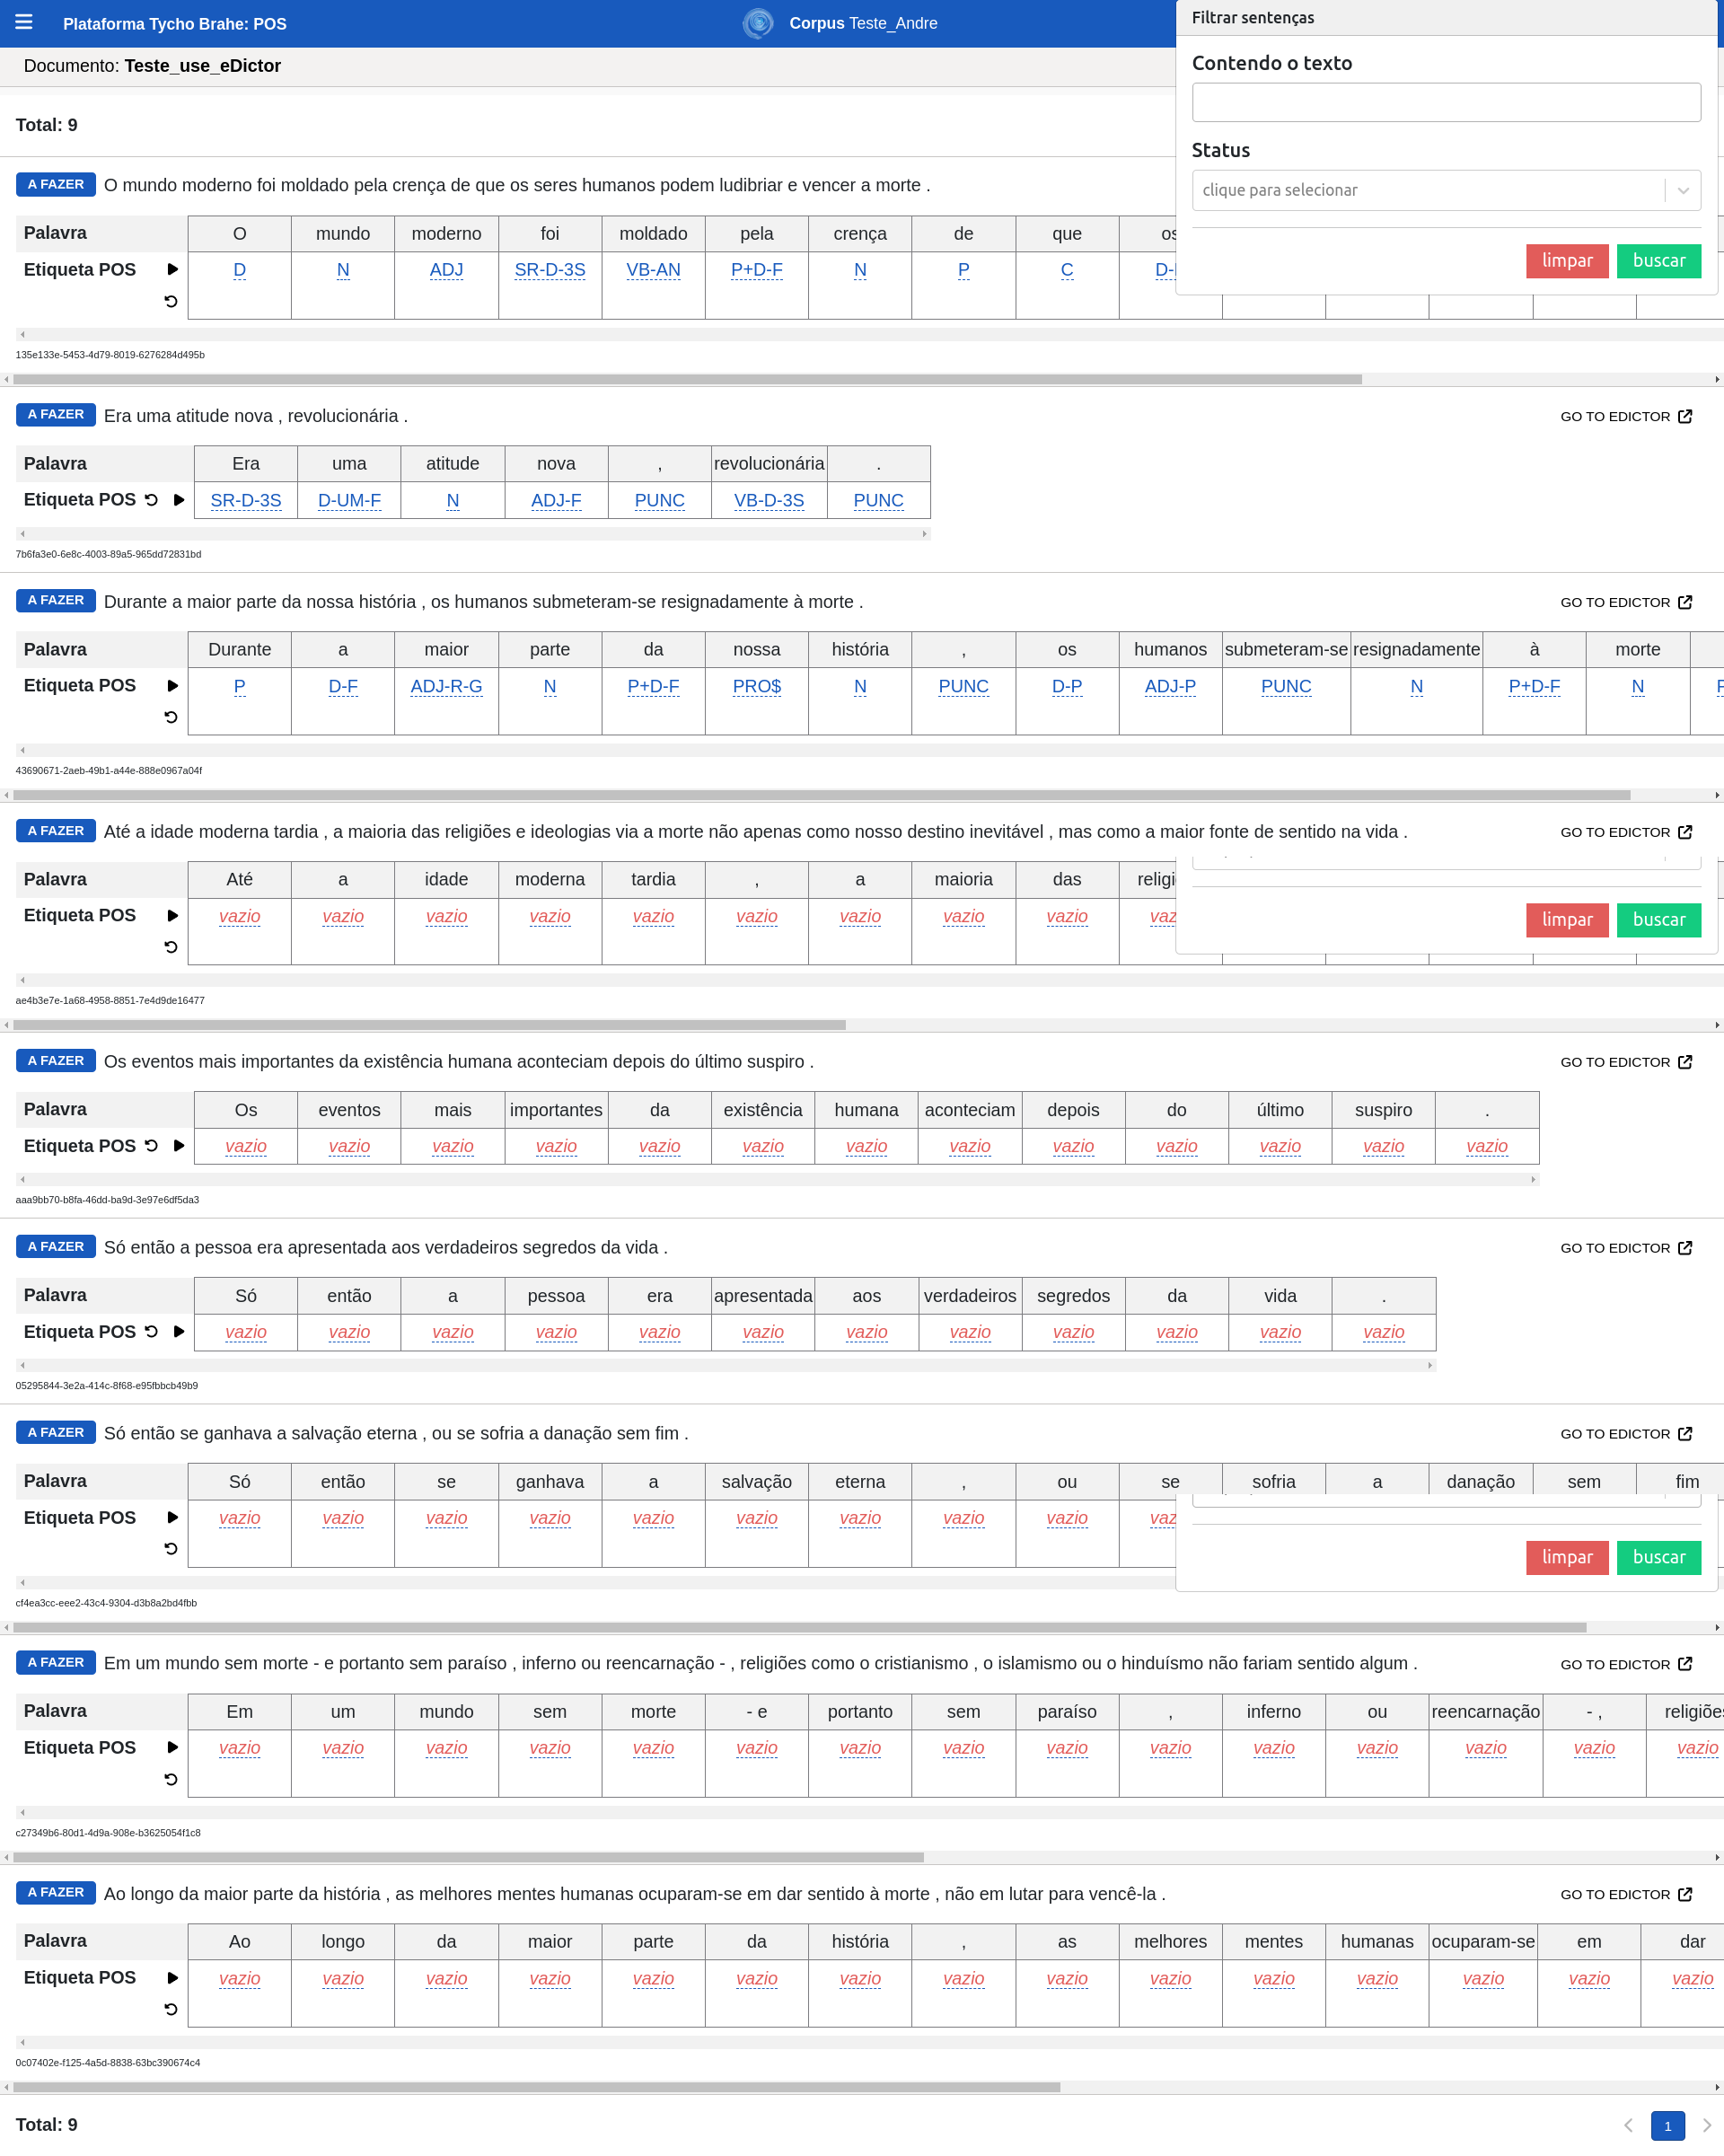 Plataforma Tycho Brahe: POS
Corpus Teste_Andre
Filtrar sentenças
Documento: Teste_use_eDictor
Contendo o texto
Total: 9
Status
clique para selecionar
limpar buscar
A FAZER O mundo moderno foi moldado pela crença de que os seres humanos podem ludibriar e vencer a morte .
Palavra O mundo moderno foi moldado pela crença de que os
Etiqueta POS D N ADJ SR-D-3S VB-AN P+D-F N P C
135e133e-5453-4d79-8019-6276284d495b
A FAZER Era uma atitude nova , revolucionária . GO TO EDICTOR
Palavra Era uma atitude nova , revolucionária .
Etiqueta POS SR-D-3S D-UM-F N ADJ-F PUNC VB-D-3S PUNC
7b6fa3e0-6e8c-4003-89a5-965dd72831bd
A FAZER Durante a maior parte da nossa história , os humanos submeteram-se resignadamente à morte . GO TO EDICTOR
Palavra Durante a maior parte da nossa história , os humanos submeteram-se resignadamente à morte
Etiqueta POS P D-F ADJ-R-G N P+D-F PRO$ N PUNC D-P ADJ-P PUNC N P+D-F N
43690671-2aeb-49b1-a44e-888e0967a04f
A FAZER Até a idade moderna tardia , a maioria das religiões e ideologias via a morte não apenas como nosso destino inevitável , mas como a maior fonte de sentido na vida . GO TO EDICTOR
Palavra Até a idade moderna tardia , a maioria das religi
Etiqueta POS vazio vazio vazio vazio vazio vazio vazio vazio vazio vaz
limpar buscar
ae4b3e7e-1a68-4958-8851-7e4d9de16477
A FAZER Os eventos mais importantes da existência humana aconteciam depois do último suspiro . GO TO EDICTOR
Palavra Os eventos mais importantes da existência humana aconteciam depois do último suspiro .
Etiqueta POS vazio vazio vazio vazio vazio vazio vazio vazio vazio vazio vazio vazio vazio
aaa9bb70-b8fa-46dd-ba9d-3e97e6df5da3
A FAZER Só então a pessoa era apresentada aos verdadeiros segredos da vida . GO TO EDICTOR
Palavra Só então a pessoa era apresentada aos verdadeiros segredos da vida .
Etiqueta POS vazio vazio vazio vazio vazio vazio vazio vazio vazio vazio vazio vazio
05295844-3e2a-414c-8f68-e95fbbcb49b9
A FAZER Só então se ganhava a salvação eterna , ou se sofria a danação sem fim . GO TO EDICTOR
Palavra Só então se ganhava a salvação eterna , ou se sofria a danação sem fim
Etiqueta POS vazio vazio vazio vazio vazio vazio vazio vazio vazio vaz
limpar buscar
cf4ea3cc-eee2-43c4-9304-d3b8a2bd4fbb
A FAZER Em um mundo sem morte - e portanto sem paraíso , inferno ou reencarnação - , religiões como o cristianismo , o islamismo ou o hinduísmo não fariam sentido algum . GO TO EDICTOR
Palavra Em um mundo sem morte - e portanto sem paraíso , inferno ou reencarnação - , religiões
Etiqueta POS vazio vazio vazio vazio vazio vazio vazio vazio vazio vazio vazio vazio vazio vazio vazio
c27349b6-80d1-4d9a-908e-b3625054f1c8
A FAZER Ao longo da maior parte da história , as melhores mentes humanas ocuparam-se em dar sentido à morte , não em lutar para vencê-la . GO TO EDICTOR
Palavra Ao longo da maior parte da história , as melhores mentes humanas ocuparam-se em dar
Etiqueta POS vazio vazio vazio vazio vazio vazio vazio vazio vazio vazio vazio vazio vazio vazio vazio
0c07402e-f125-4a5d-8838-63bc390674c4
Total: 9 1